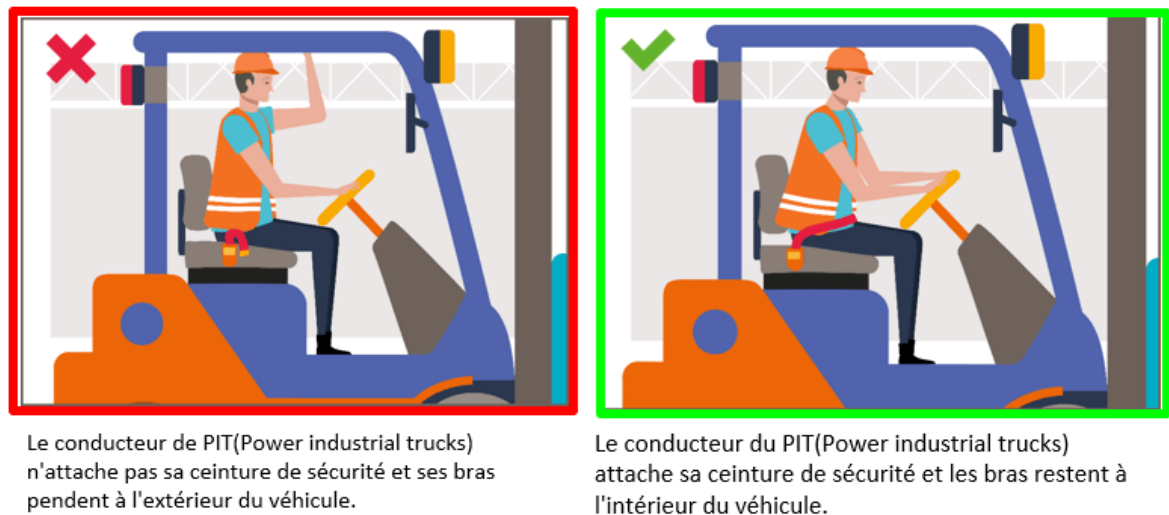 Le conducteur de PIT(Power industrial trucks)
n'attache pas sa ceinture de sécurité et ses bras
pendent à l'extérieur du véhicule.
Le conducteur du PIT(Power industrial trucks)
attache sa ceinture de sécurité et les bras restent à
l'intérieur du véhicule.